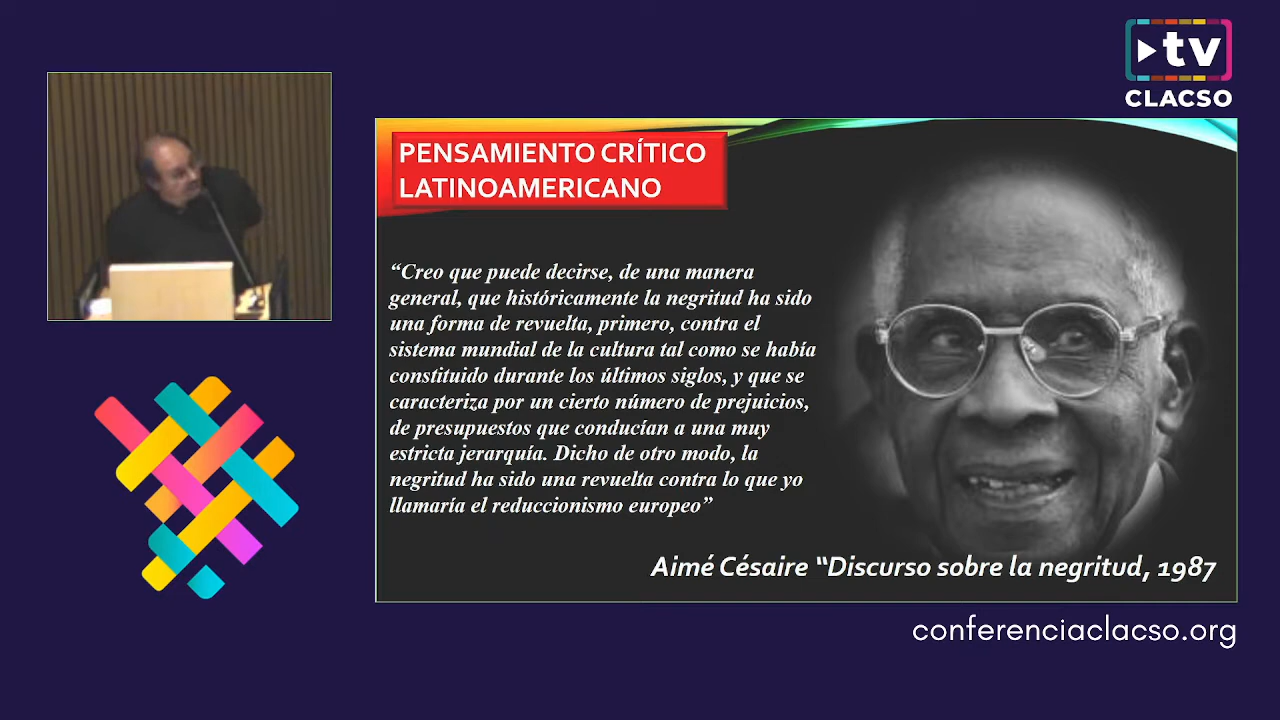 tv
CLACSO
PENSAMIENTO CRÍTICO
LATINOAMERICANO
“Creo que puede decirse, de una manera
general, que históricamente la negritud ha sido
una forma de revuelta, primero, contra el
sistema mundial de la cultura tal como se había
constituido durante los últimos siglos, y que se
caracteriza por un cierto número de prejuicios,
de presupuestos que conducían a una muy
estricta jerarquía. Dicho de otro modo, la
negritud ha sido una revuelta contra lo que yo
llamaría el reduccionismo europeo”
Aimé Césaire “Discurso sobre la negritud, 1987
conferenciaclacso.org